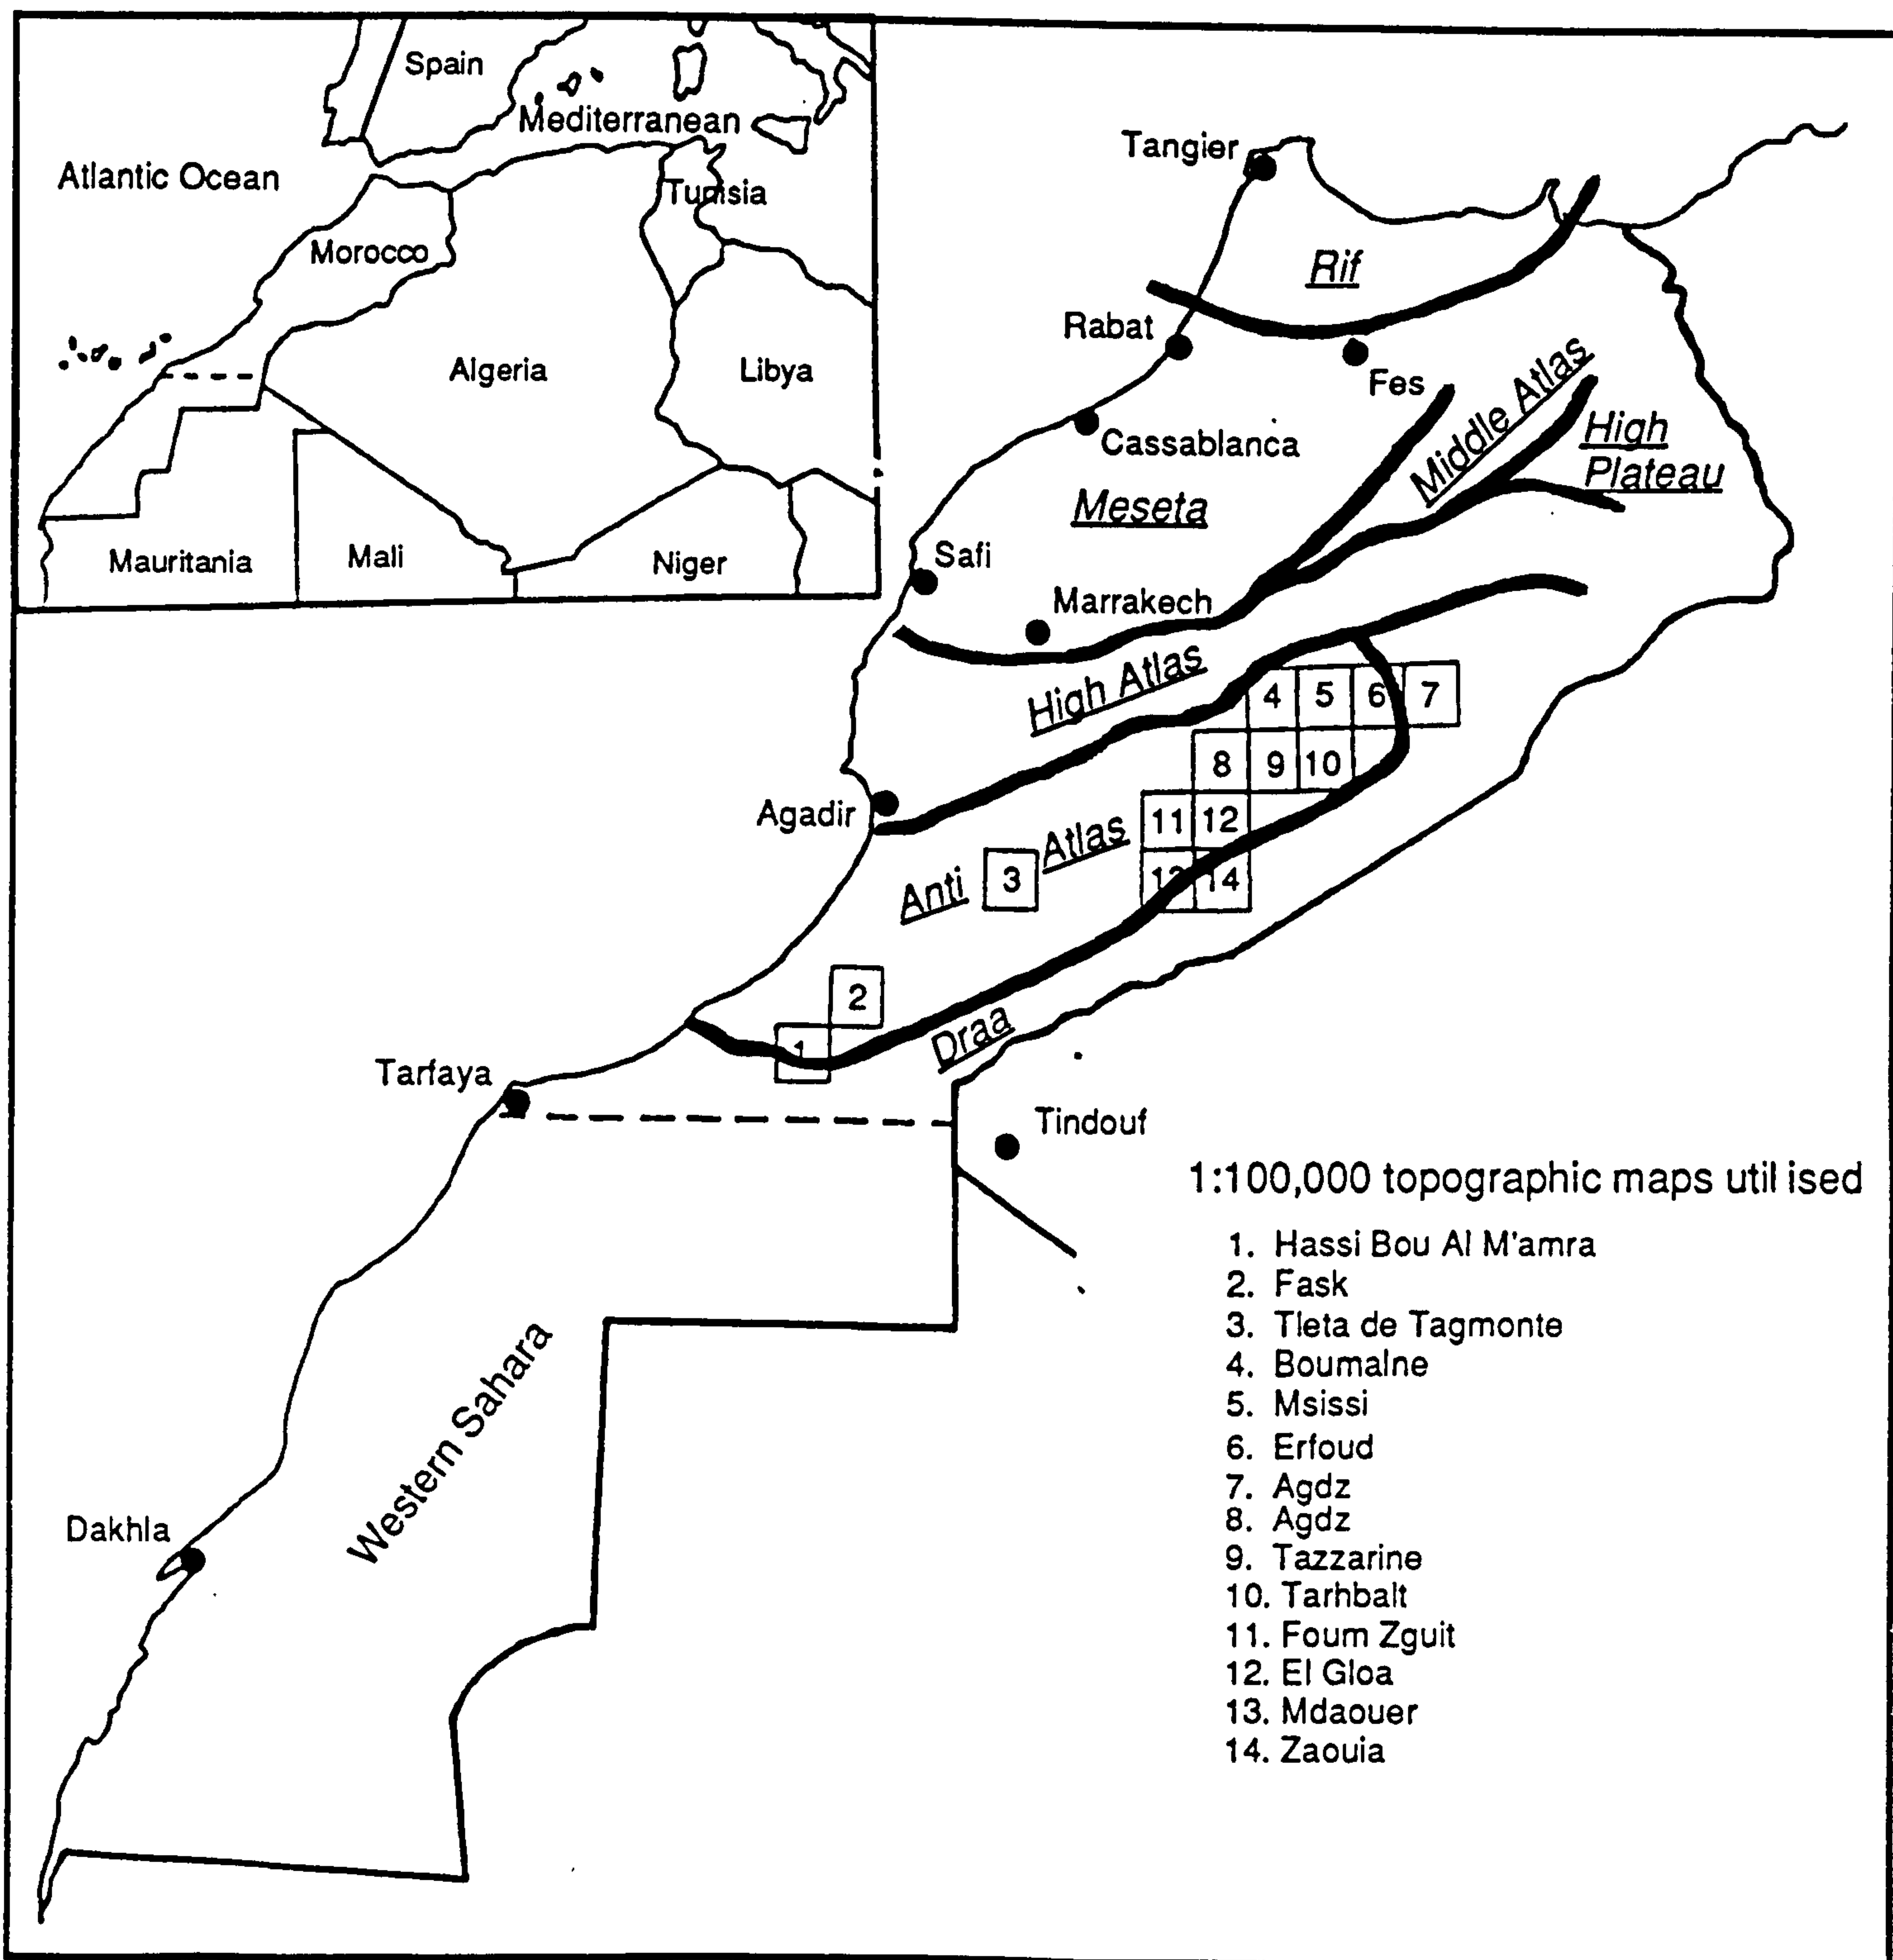 Spain
Mediterranean
Atlantic Ocean
Tunisia
Morocco
Algeria
Libya
Mauritania
Mali
Niger
Tangier
Rif
Rabat
Fes
Middle Atlas
High
Plateau
Cassablanca
Meseta
Safi
Marrakech
High Atlas
4 5 6 7
8 9 10
Agadir
11 12
Anti Atlas
3
13 14
2
1
Draa
Tarfaya
Tindouf
Western Sahara
Dakhla
1:100,000 topographic maps util ised
1. Hassi Bou Al M'amra
2. Fask
3. Tleta de Tagmonte
4. Boumalne
5. Msissi
6. Erfoud
7. Agdz
8. Agdz
9. Tazzarine
10. Tarhbalt
11. Foum Zguit
12. El Gloa
13. Mdaouer
14. Zaouia